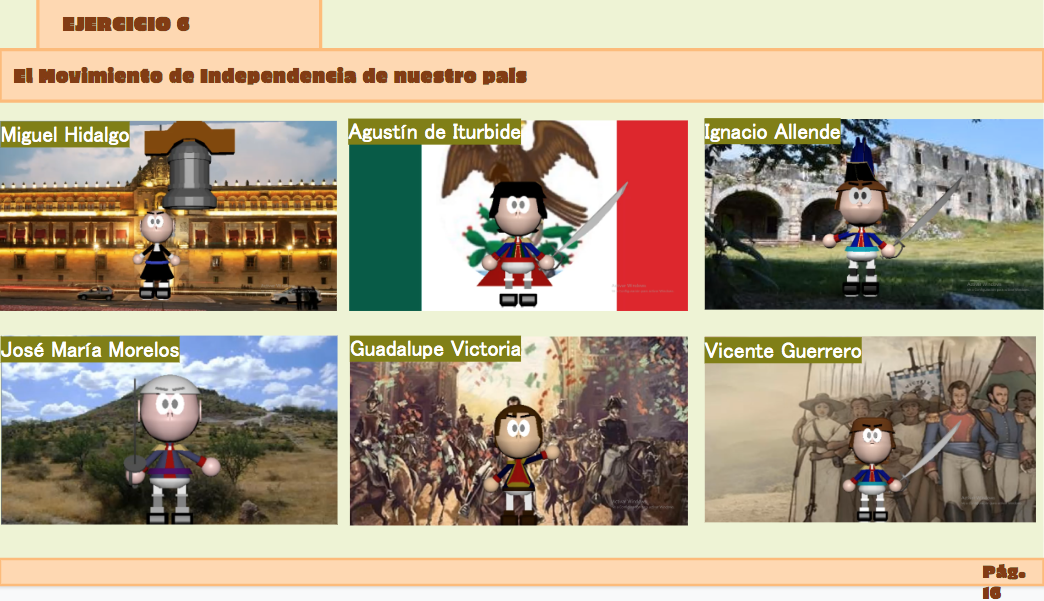 EJERCICIO 6
El Movimiento de Independencia de nuestro país
Miguel Hidalgo
Agustín de Iturbide
Ignacio Allende
José María Morelos
Guadalupe Victoria
Vicente Guerrero
Pág.
16